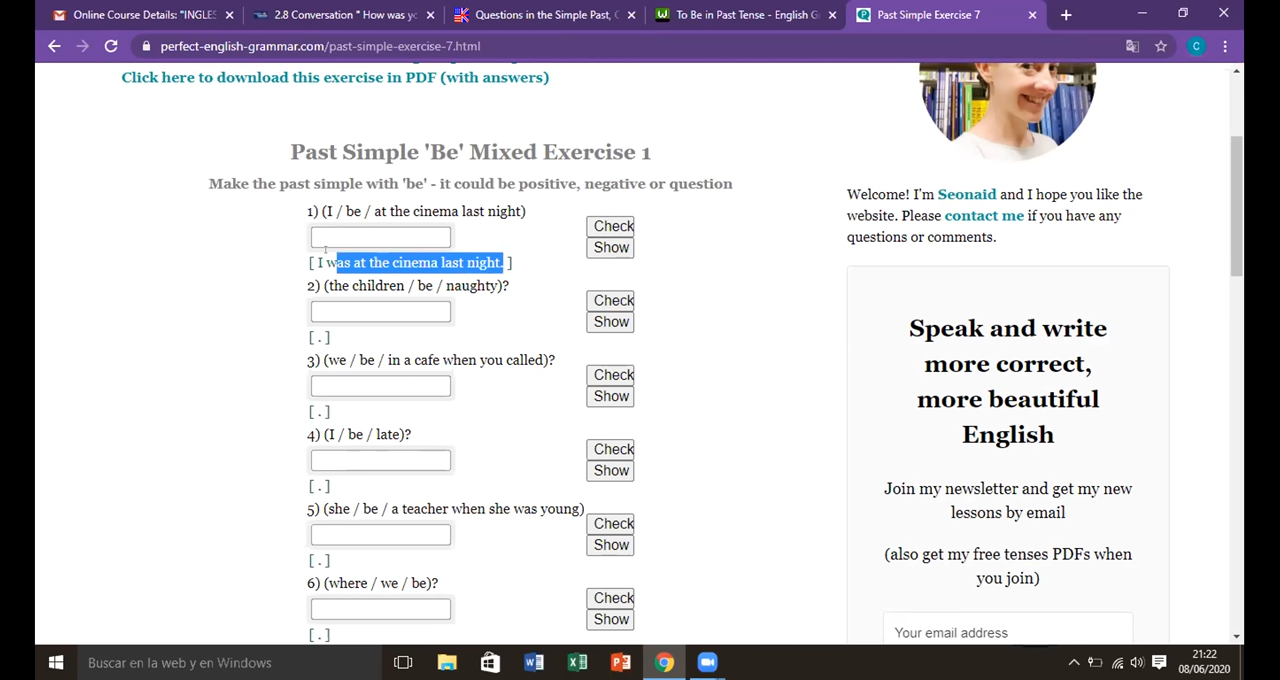 Online Course Details: "INGLES
2.8 Conversation " How was yo
Questions in the Simple Past, Q
To Be in Past Tense - English Gr
Past Simple Exercise 7
perfect-english-grammar.com/past-simple-exercise-7.html
C
Click here to download this exercise in PDF (with answers)
Past Simple 'Be' Mixed Exercise 1
Make the past simple with 'be' - it could be positive, negative or question
1) (I / be / at the cinema last night)
Check
Show
[ I was at the cinema last night. ]
2) (the children / be / naughty)?
Check
Show
[ . ]
3) (we / be / in a cafe when you called)?
Check
Show
[ . ]
4) (I / be / late)?
Check
Show
[ . ]
5) (she / be / a teacher when she was young)
Check
Show
[ . ]
6) (where / we / be)?
Check
Show
[ . ]
Welcome! I'm Seonaid and I hope you like the
website. Please contact me if you have any
questions or comments.
Speak and write
more correct,
more beautiful
English
Join my newsletter and get my new
lessons by email
(also get my free tenses PDFs when
you join)
Your email address
Buscar en la web y en Windows
21:22
08/06/2020